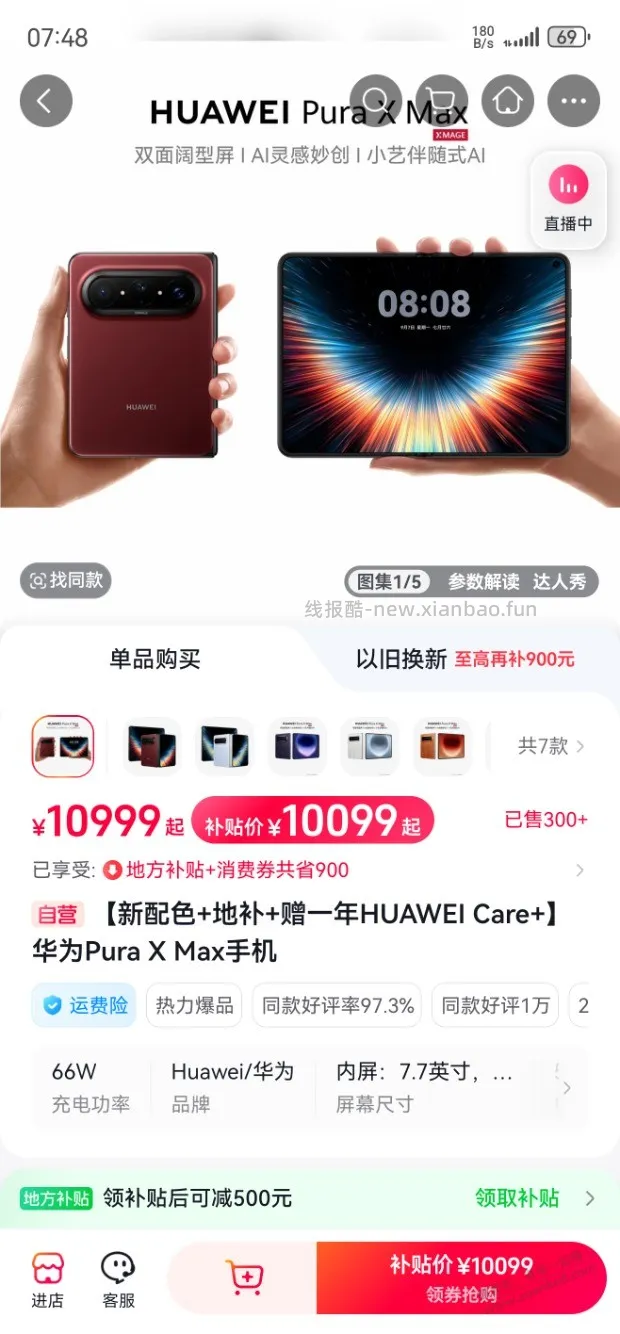 07:48
180 B/s
69
HUAWEI Pura X Max
XMAGE
双面阔型屏 | AI灵感妙创 | 小艺伴随式AI
直播中
08:08
HUAWEI
找同款
图集1/5 参数解读 达人秀
线报酷-new.xianbao.fun
单品购买
以旧换新 至高再补900元
共7款
¥10999起 补贴价¥10099起
已售300+
已享受: 地方补贴+消费券共省900
自营 【新配色+地补+赠一年HUAWEI Care+】
华为Pura X Max手机
运费险 热力爆品 同款好评率97.3% 同款好评1万 2
66W Huawei/华为 内屏：7.7英寸，...
充电功率 品牌 屏幕尺寸
地方补贴 领补贴后可减500元 领取补贴
进店
客服
补贴价¥10099
领券抢购